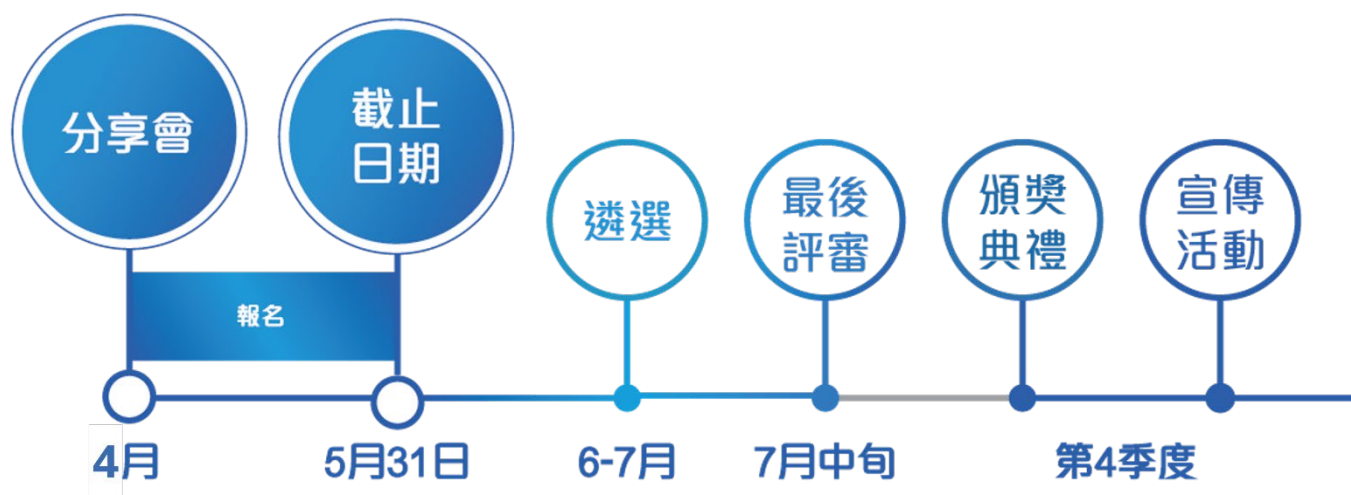 分享會
截止
日期
報名
遴選
最後
評審
頒獎
典禮
宣傳
活動
4月
5月31日
6-7月
7月中旬
第4季度